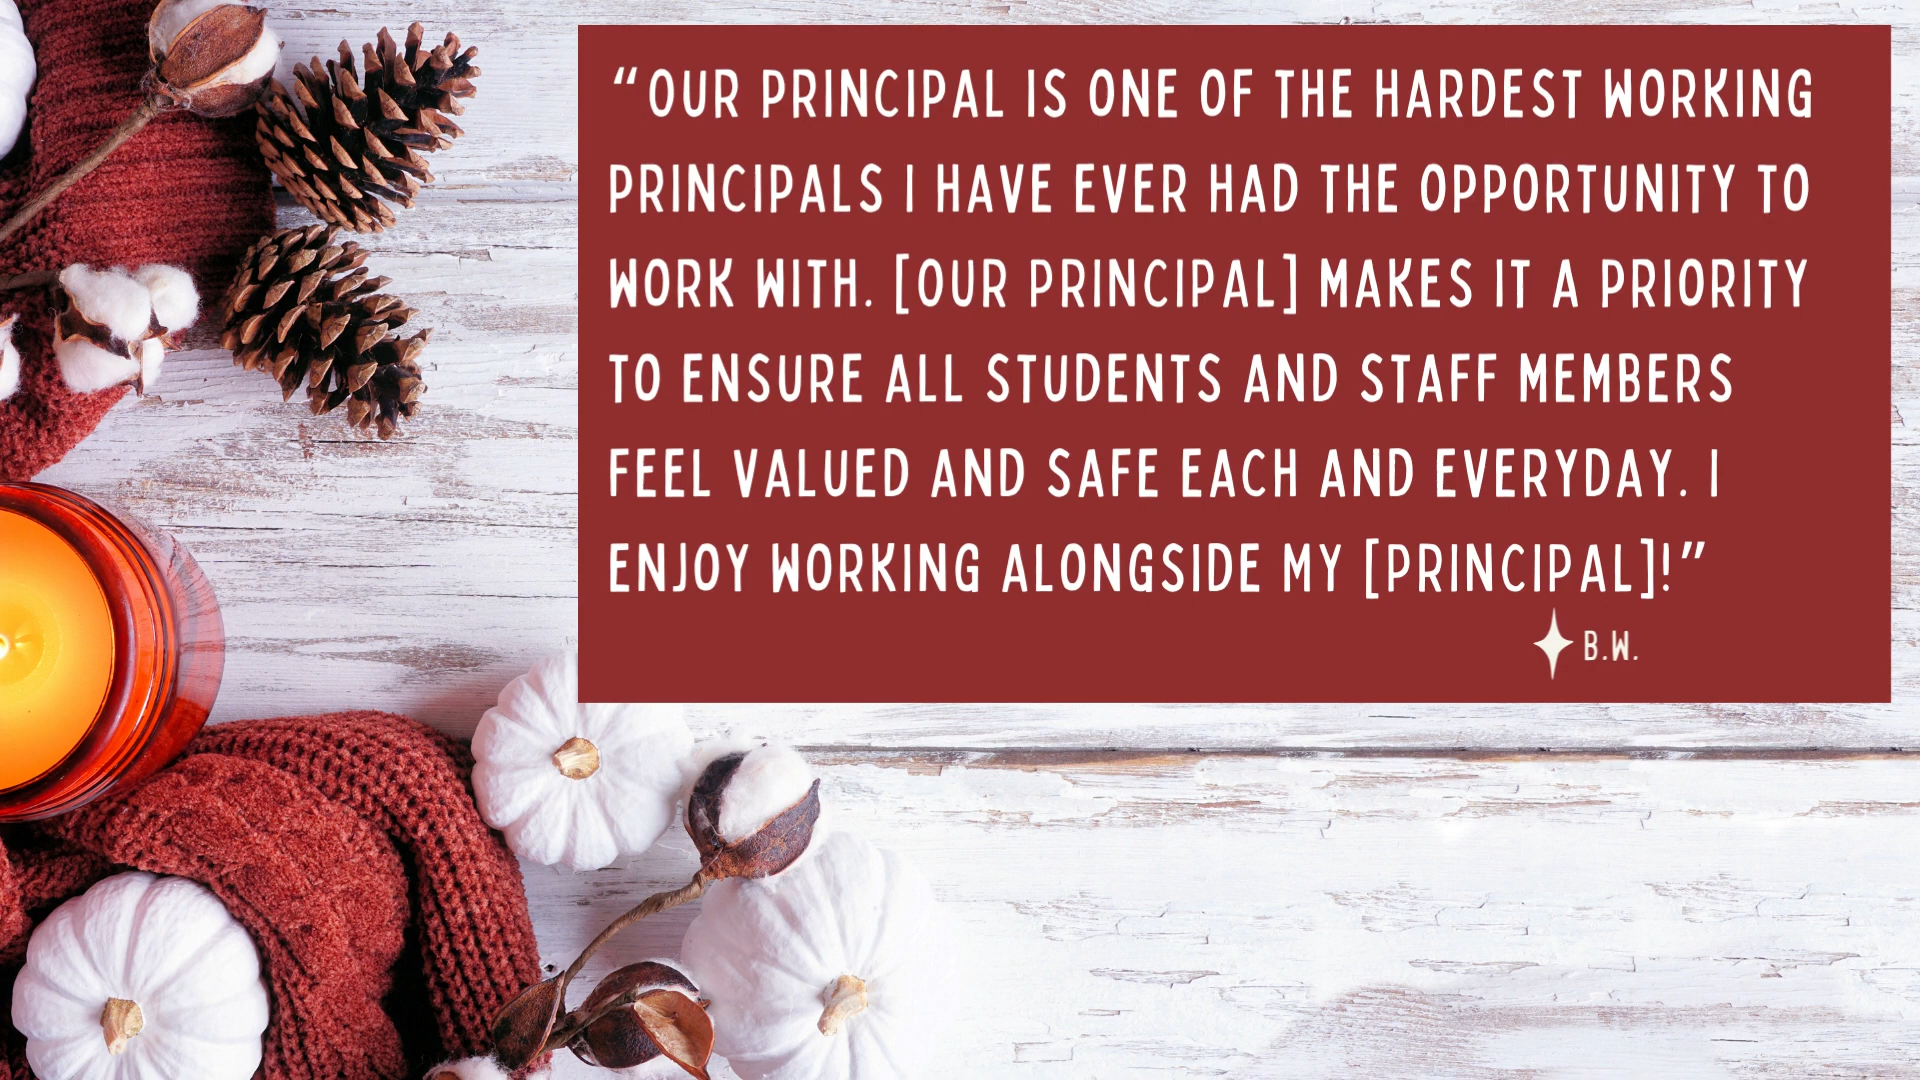 “OUR PRINCIPAL IS ONE OF THE HARDEST WORKING
PRINCIPALS I HAVE EVER HAD THE OPPORTUNITY TO
WORK WITH. [OUR PRINCIPAL] MAKES IT A PRIORITY
TO ENSURE ALL STUDENTS AND STAFF MEMBERS
FEEL VALUED AND SAFE EACH AND EVERYDAY. I
ENJOY WORKING ALONGSIDE MY [PRINCIPAL]!”
B.W.